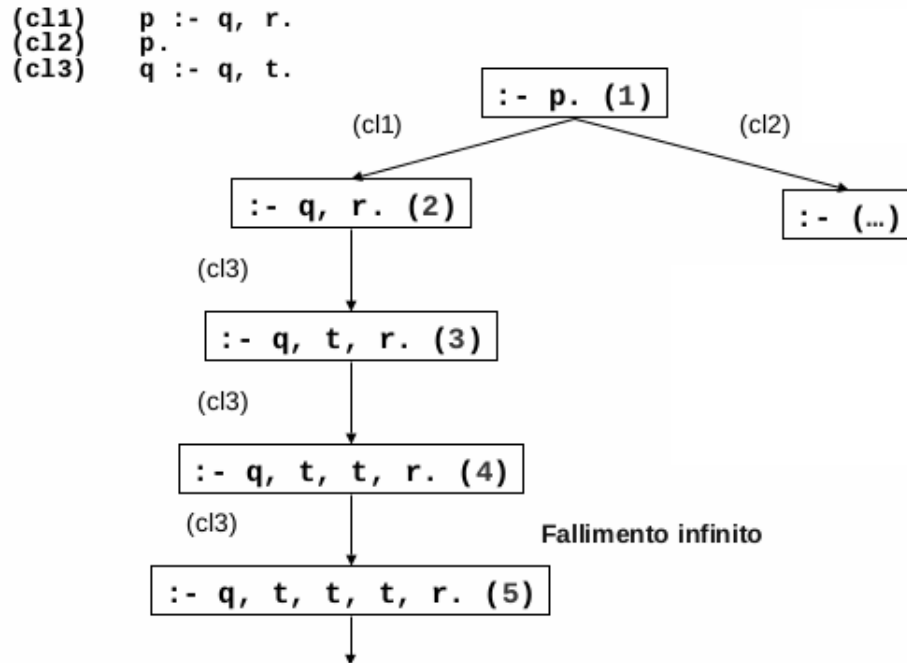 (cl1) p :- q, r.
(cl2) p.
(cl3) q :- q, t.
:- p. (1)
(cl1)
(cl2)
:- q, r. (2)
:- (…)
(cl3)
:- q, t, r. (3)
(cl3)
:- q, t, t, r. (4)
(cl3)
Fallimento infinito
:- q, t, t, t, r. (5)